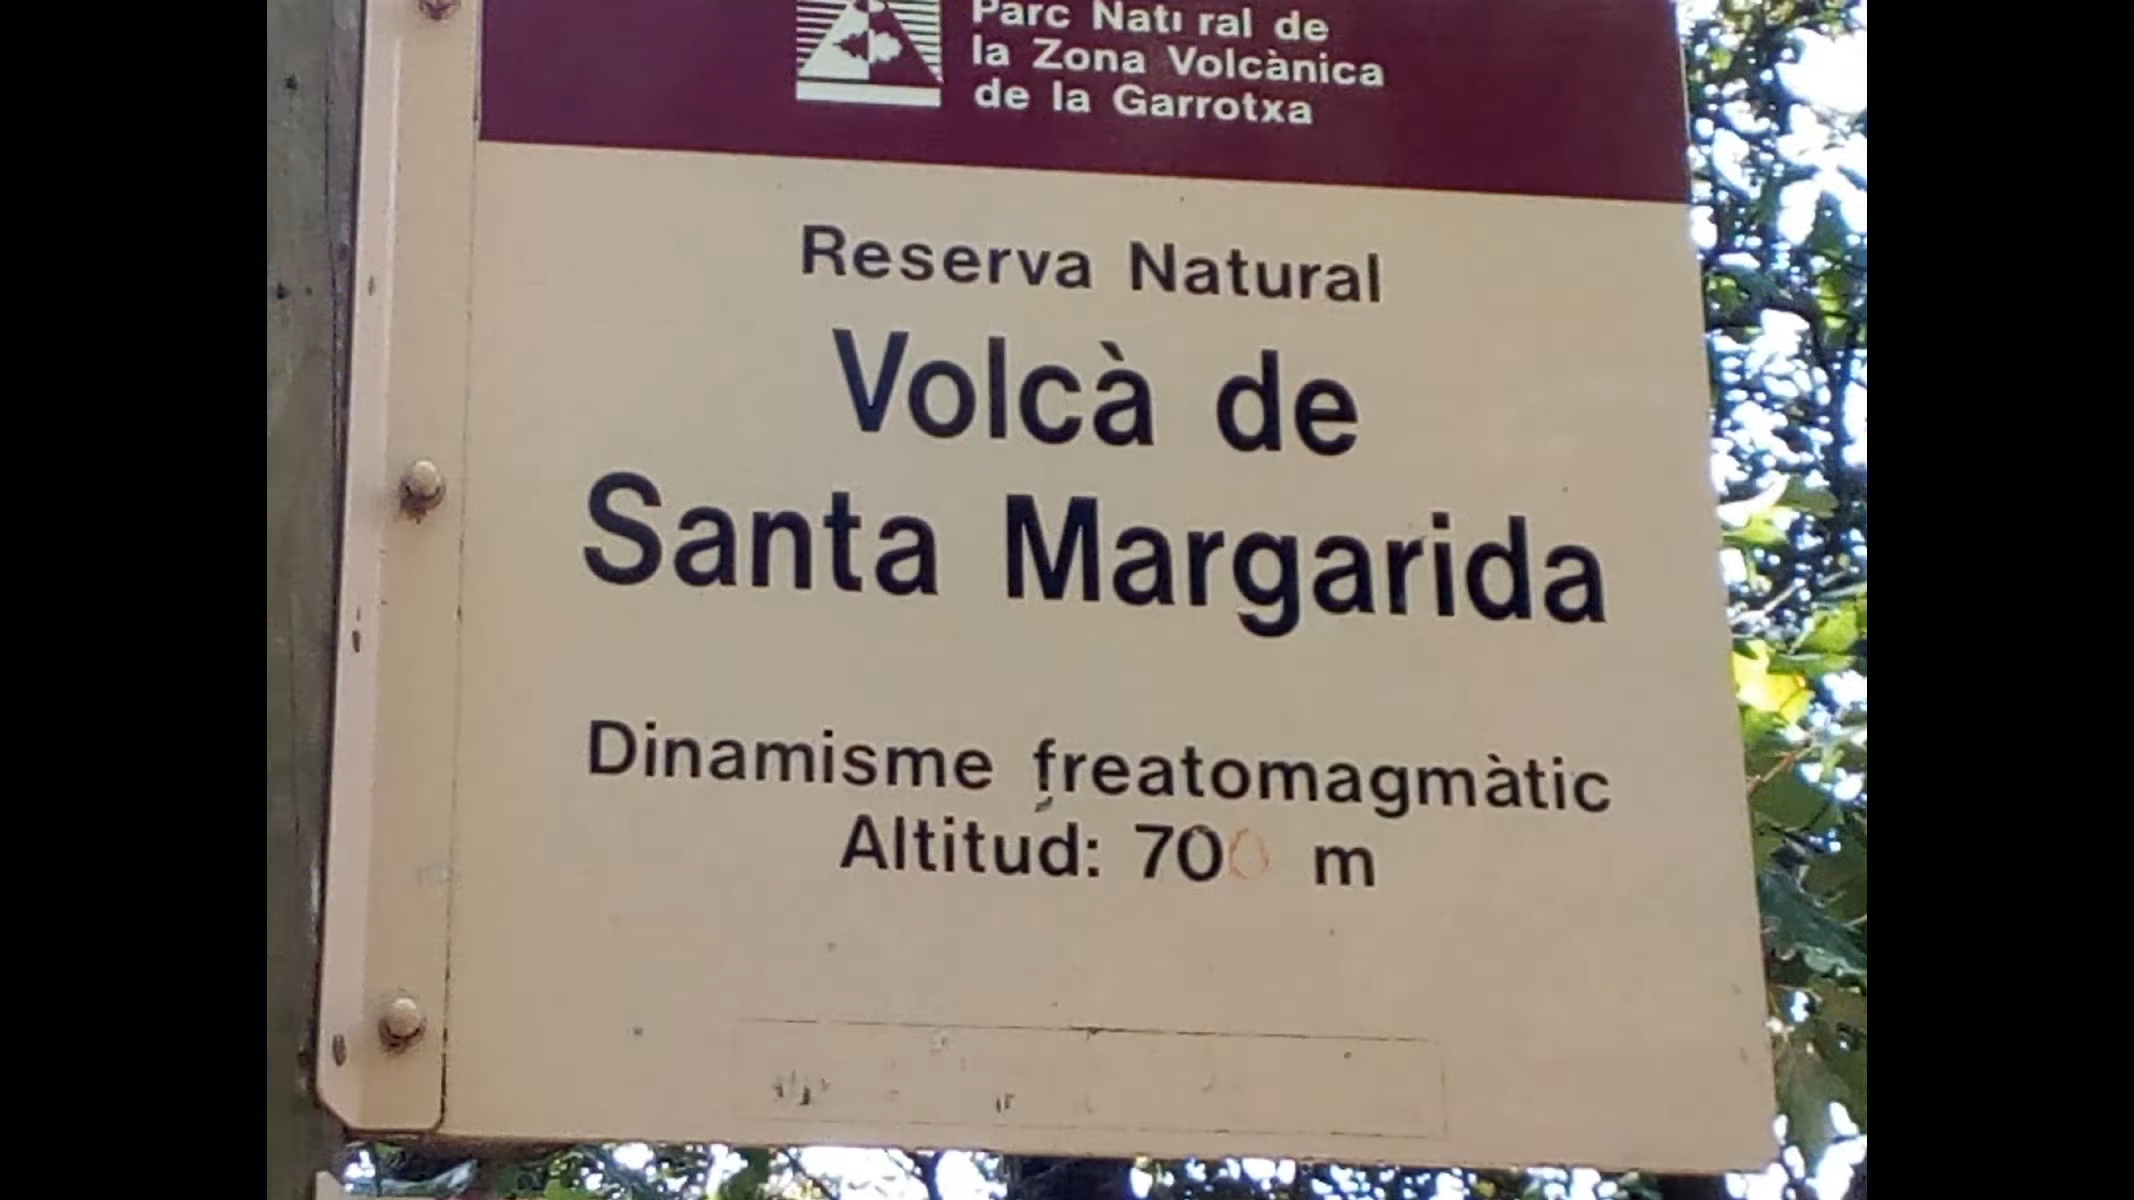 Parc Natural de
la Zona Volcànica
de la Garrotxa
Reserva Natural
Volcà de
Santa Margarida
Dinamisme freatomagmàtic
Altitud: 700 m